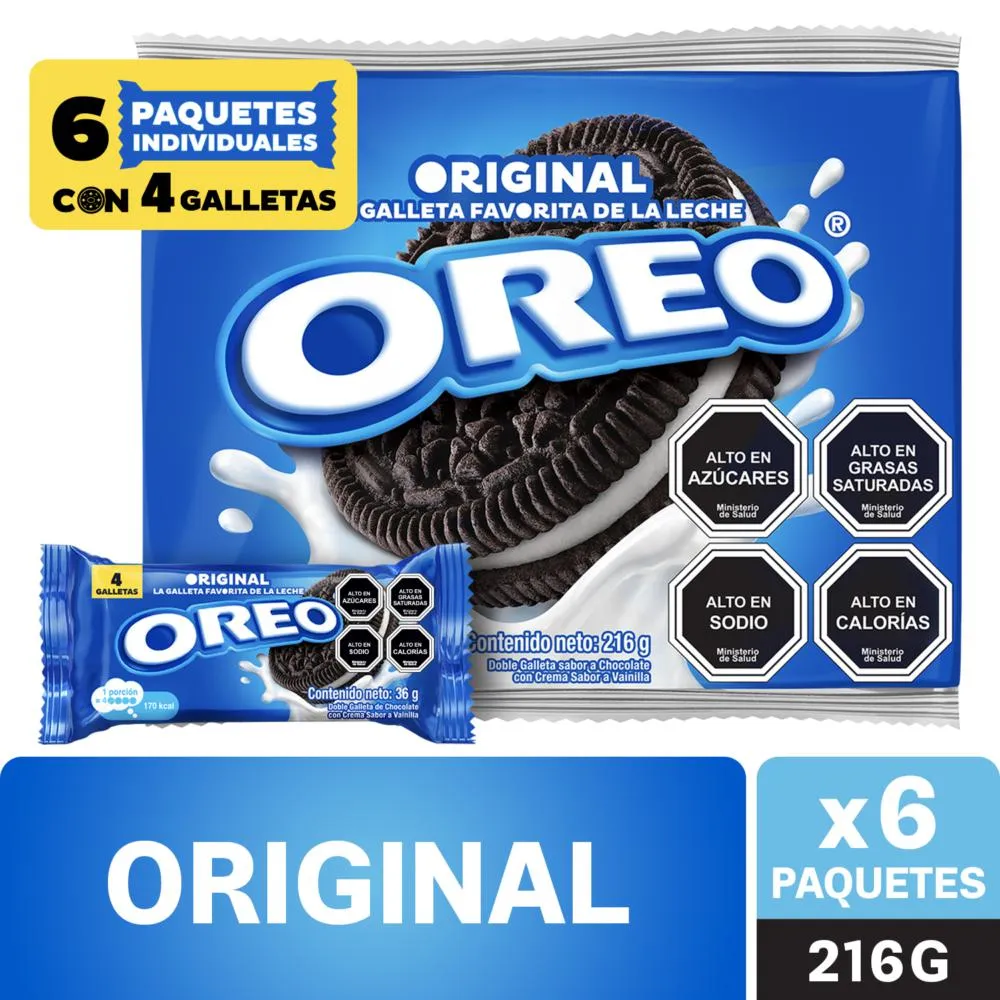 6 PAQUETES
INDIVIDUALES
CON 4 GALLETAS
ORIGINAL
GALLETA FAVORITA DE LA LECHE
OREO®
ALTO EN
AZÚCARES
Ministerio
de Salud
ALTO EN
GRASAS
SATURADAS
Ministerio
de Salud
ALTO EN
SODIO
Ministerio
de Salud
ALTO EN
CALORÍAS
Ministerio
de Salud
Contenido neto: 216 g
Doble Galleta sabor a Chocolate
con Crema Sabor a Vainilla
4
GALLETAS
ORIGINAL
LA GALLETA FAVORITA DE LA LECHE
OREO
ALTO EN
AZÚCARES
ALTO EN
GRASAS
SATURADAS
ALTO EN
SODIO
ALTO EN
CALORÍAS
1 porción
= 4
170 kcal
Contenido neto: 36 g
Doble Galleta de Chocolate
con Crema Sabor a Vainilla
ORIGINAL
x6
PAQUETES
216G